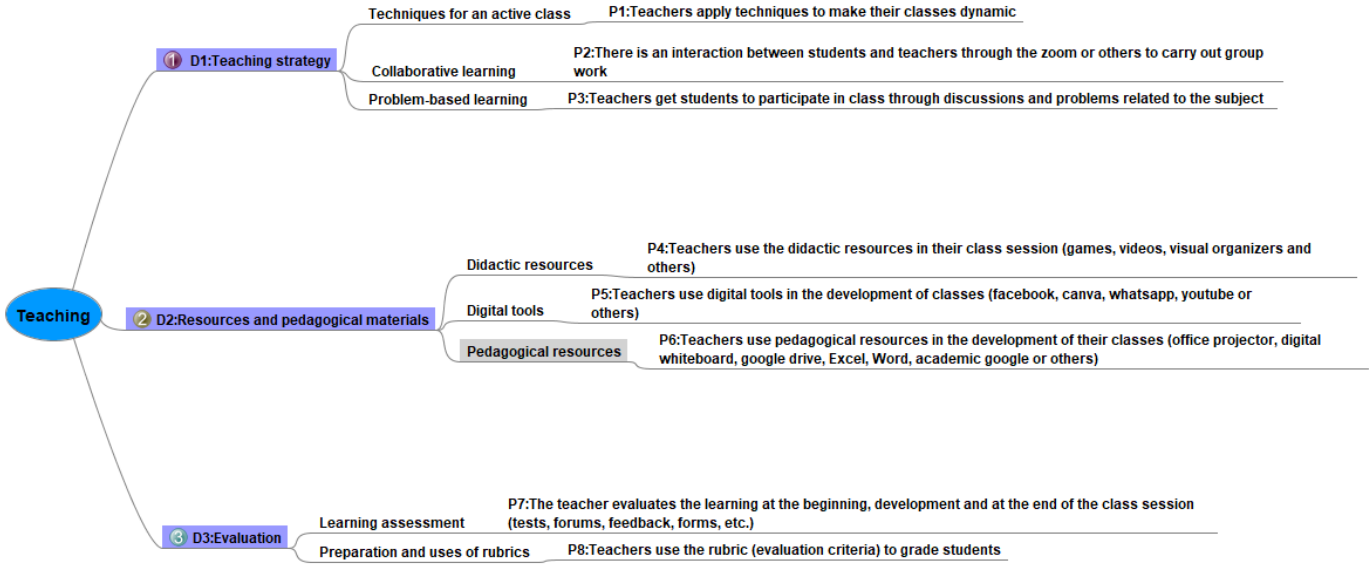 Techniques for an active class
P1:Teachers apply techniques to make their classes dynamic
1 D1:Teaching strategy
Collaborative learning
P2:There is an interaction between students and teachers through the zoom or others to carry out group
work
Problem-based learning
P3:Teachers get students to participate in class through discussions and problems related to the subject
Teaching
2 D2:Resources and pedagogical materials
Didactic resources
P4:Teachers use the didactic resources in their class session (games, videos, visual organizers and
others)
Digital tools
P5:Teachers use digital tools in the development of classes (facebook, canva, whatsapp, youtube or
others)
Pedagogical resources
P6:Teachers use pedagogical resources in the development of their classes (office projector, digital
whiteboard, google drive, Excel, Word, academic google or others)
3 D3:Evaluation
Learning assessment
P7:The teacher evaluates the learning at the beginning, development and at the end of the class session
(tests, forums, feedback, forms, etc.)
Preparation and uses of rubrics
P8:Teachers use the rubric (evaluation criteria) to grade students